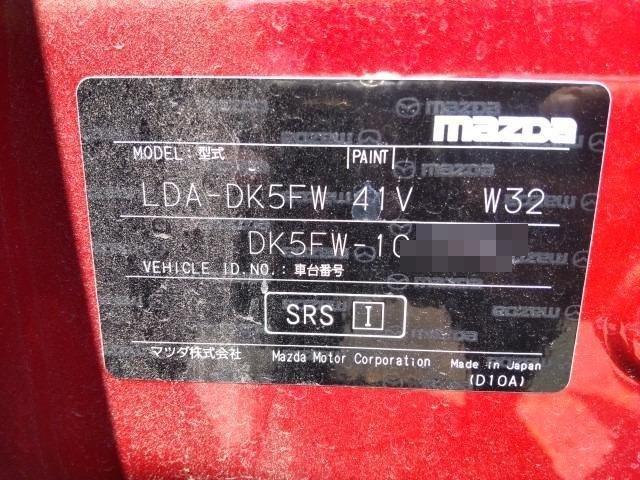 mazda
MODEL:型式 PAINT
LDA-DK5FW 41V W32
DK5FW-10
VEHICLE ID.NO.:車台番号
SRS I
マツダ株式会社 Mazda Motor Corporation Made in Japan
(D10A)